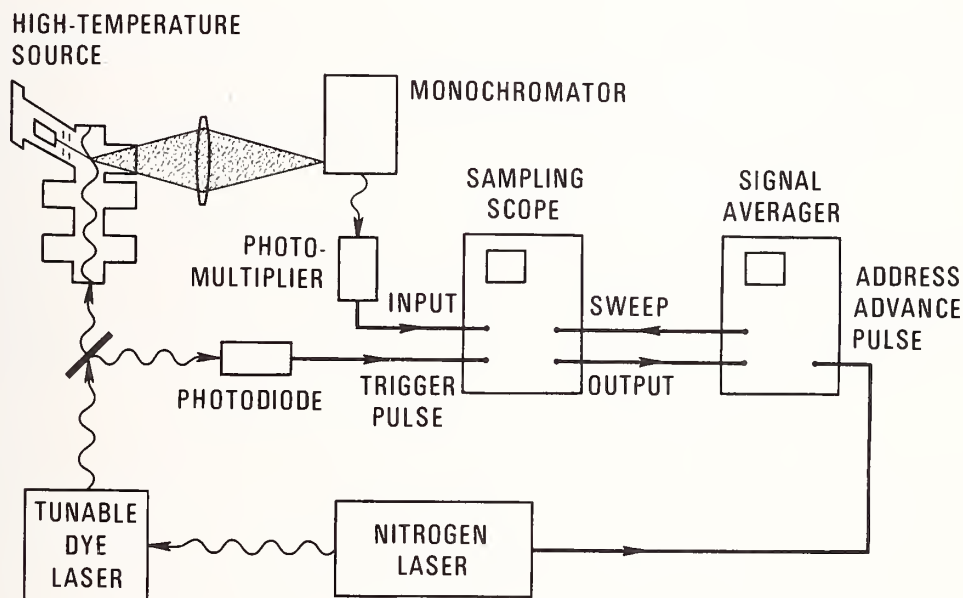 HIGH-TEMPERATURE
SOURCE
MONOCHROMATOR
SAMPLING
SCOPE
SIGNAL
AVERAGER
PHOTO-
MULTIPLIER
INPUT
SWEEP
ADDRESS
ADVANCE
PULSE
PHOTODIODE
TRIGGER
PULSE
OUTPUT
TUNABLE
DYE
LASER
NITROGEN
LASER